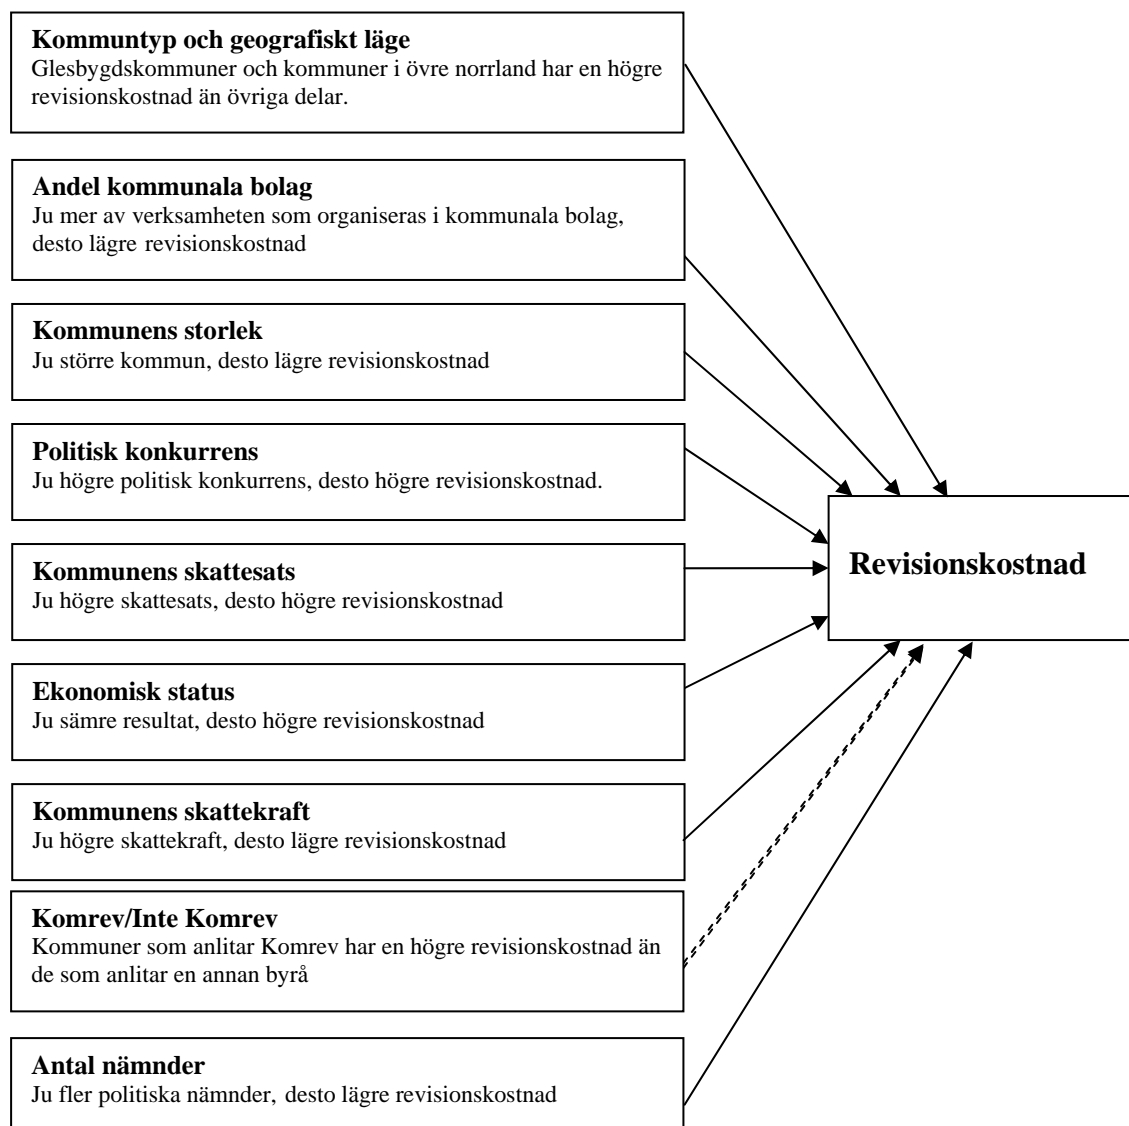 Kommuntyp och geografiskt läge
Glesbygdskommuner och kommuner i övre norrland har en högre
revisionskostnad än övriga delar.
Andel kommunala bolag
Ju mer av verksamheten som organiseras i kommunala bolag,
desto lägre revisionskostnad
Kommunens storlek
Ju större kommun, desto lägre revisionskostnad
Politisk konkurrens
Ju högre politisk konkurrens, desto högre revisionskostnad.
Kommunens skattesats
Ju högre skattesats, desto högre revisionskostnad
Ekonomisk status
Ju sämre resultat, desto högre revisionskostnad
Kommunens skattekraft
Ju högre skattekraft, desto lägre revisionskostnad
Komrev/Inte Komrev
Kommuner som anlitar Komrev har en högre revisionskostnad än
de som anlitar en annan byrå
Antal nämnder
Ju fler politiska nämnder, desto lägre revisionskostnad
Revisionskostnad